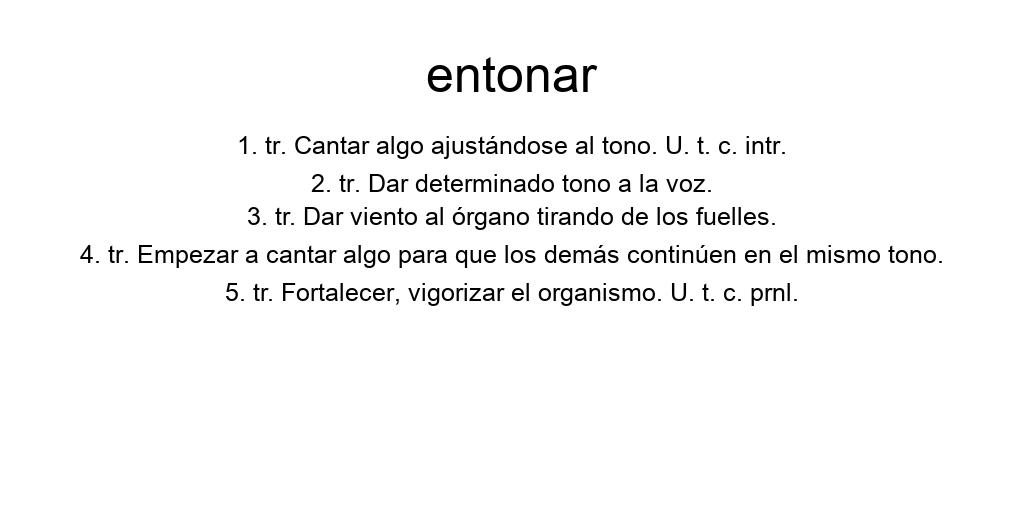 entonar
1. tr. Cantar algo ajustándose al tono. U. t. c. intr.
2. tr. Dar determinado tono a la voz.
3. tr. Dar viento al órgano tirando de los fuelles.
4. tr. Empezar a cantar algo para que los demás continúen en el mismo tono.
5. tr. Fortalecer, vigorizar el organismo. U. t. c. prnl.